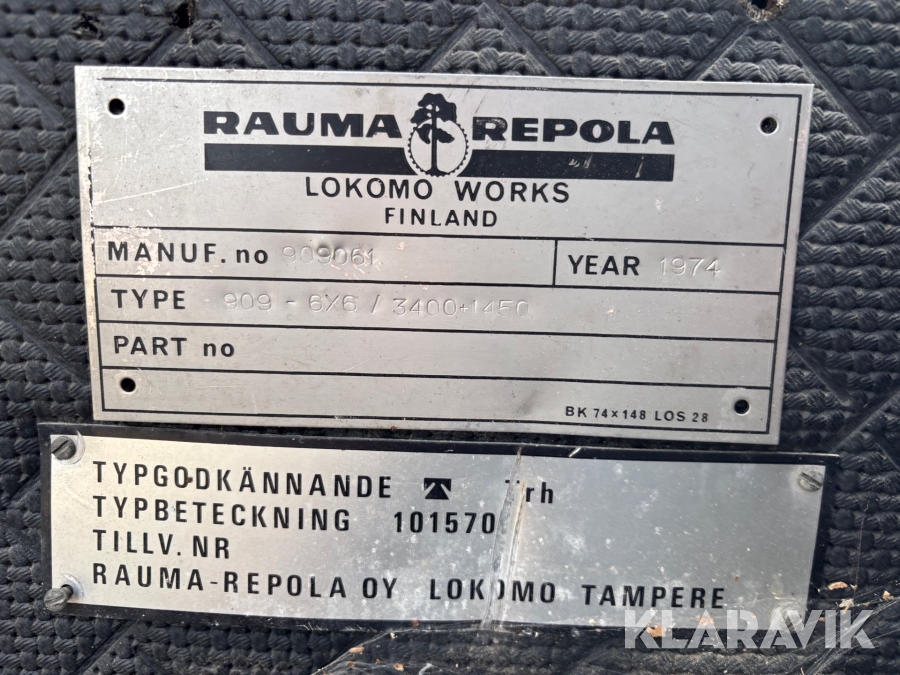 RAUMA REPOLA
LOKOMO WORKS
FINLAND
MANUF. no 909061 YEAR 1974
TYPE 909 - 6X6 / 3400+1450
PART no
BK 74×148 LOS 28
TYPGODKÄNNANDE T Trh
TYPBETECKNING 101570
TILLV. NR
RAUMA-REPOLA OY LOKOMO TAMPERE
KLARAVIK